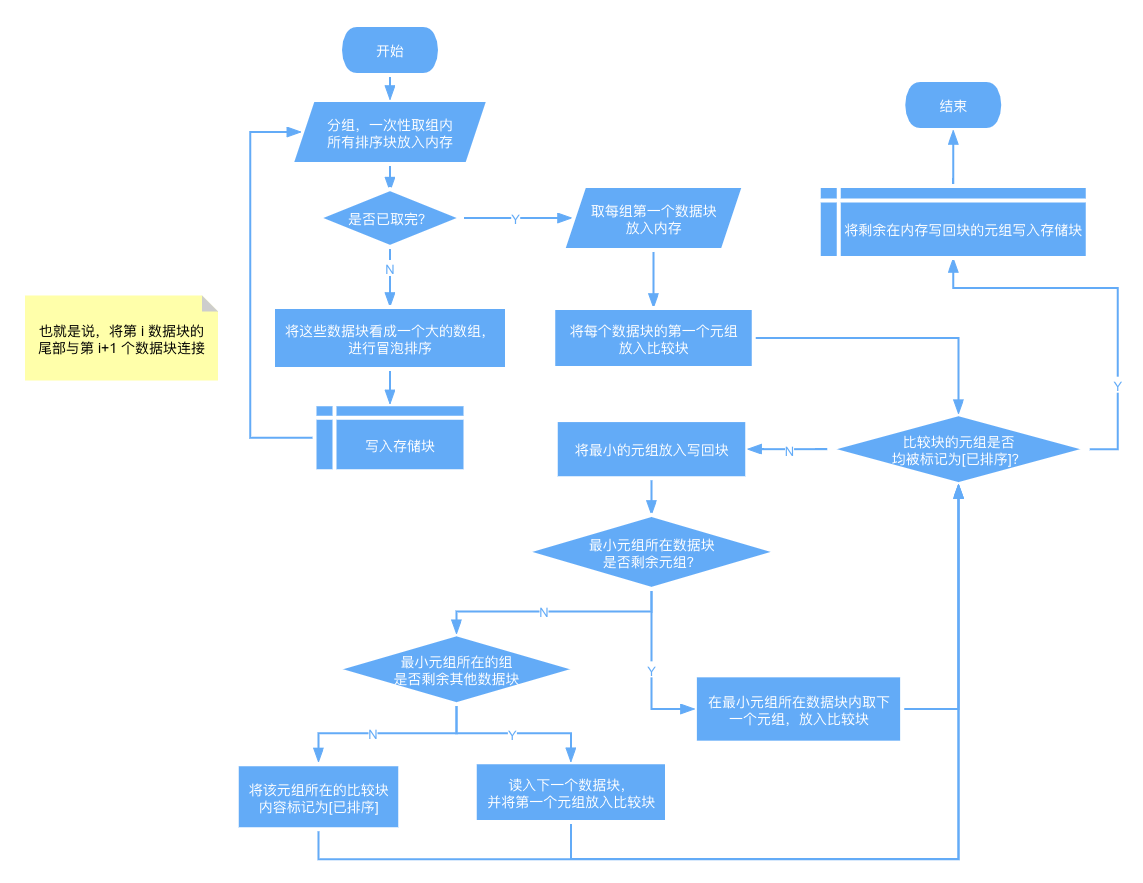 开始
分组，一次性取组内
所有排序块放入内存
是否已取完?
Y
N
将这些数据块看成一个大的数组，
进行冒泡排序
写入存储块
也就是说，将第 i 数据块的
尾部与第 i+1 个数据块连接
取每组第一个数据块
放入内存
将每个数据块的第一个元组
放入比较块
比较块的元组是否
均被标记为[已排序]?
Y
将剩余在内存写回块的元组写入存储块
结束
N
将最小的元组放入写回块
最小元组所在数据块
是否剩余元组?
N
Y
在最小元组所在数据块内取下
一个元组，放入比较块
最小元组所在的组
是否剩余其他数据块
N
Y
将该元组所在的比较块
内容标记为[已排序]
读入下一个数据块，
并将第一个元组放入比较块